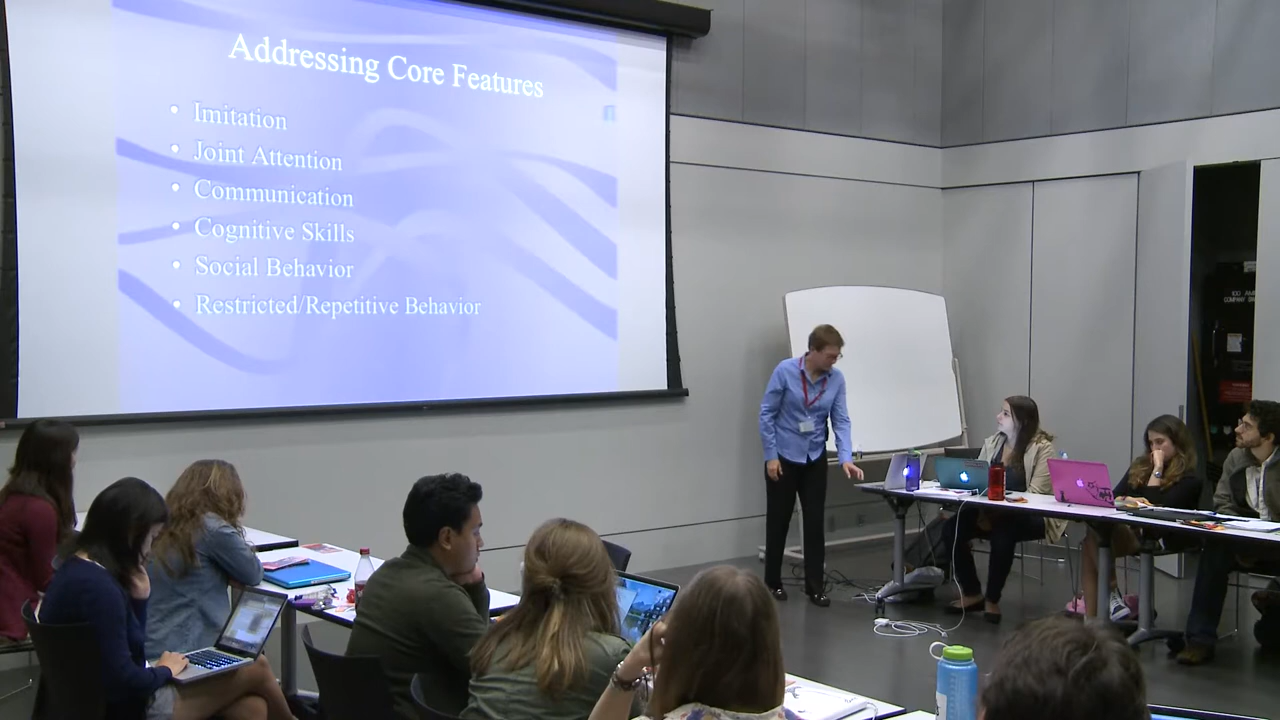 Addressing Core Features
• Imitation
• Joint Attention
• Communication
• Cognitive Skills
• Social Behavior
• Restricted/Repetitive Behavior